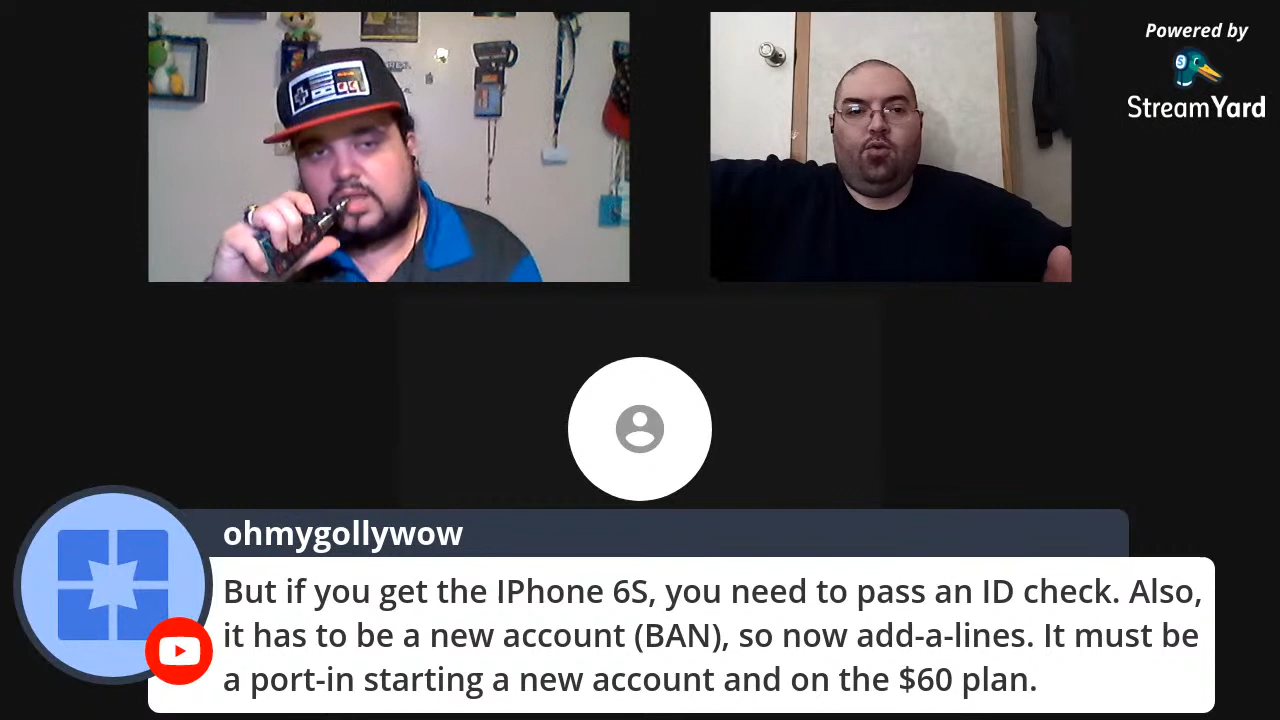 Powered by
StreamYard
ohmygollywow
But if you get the IPhone 6S, you need to pass an ID check. Also,
it has to be a new account (BAN), so now add-a-lines. It must be
a port-in starting a new account and on the $60 plan.